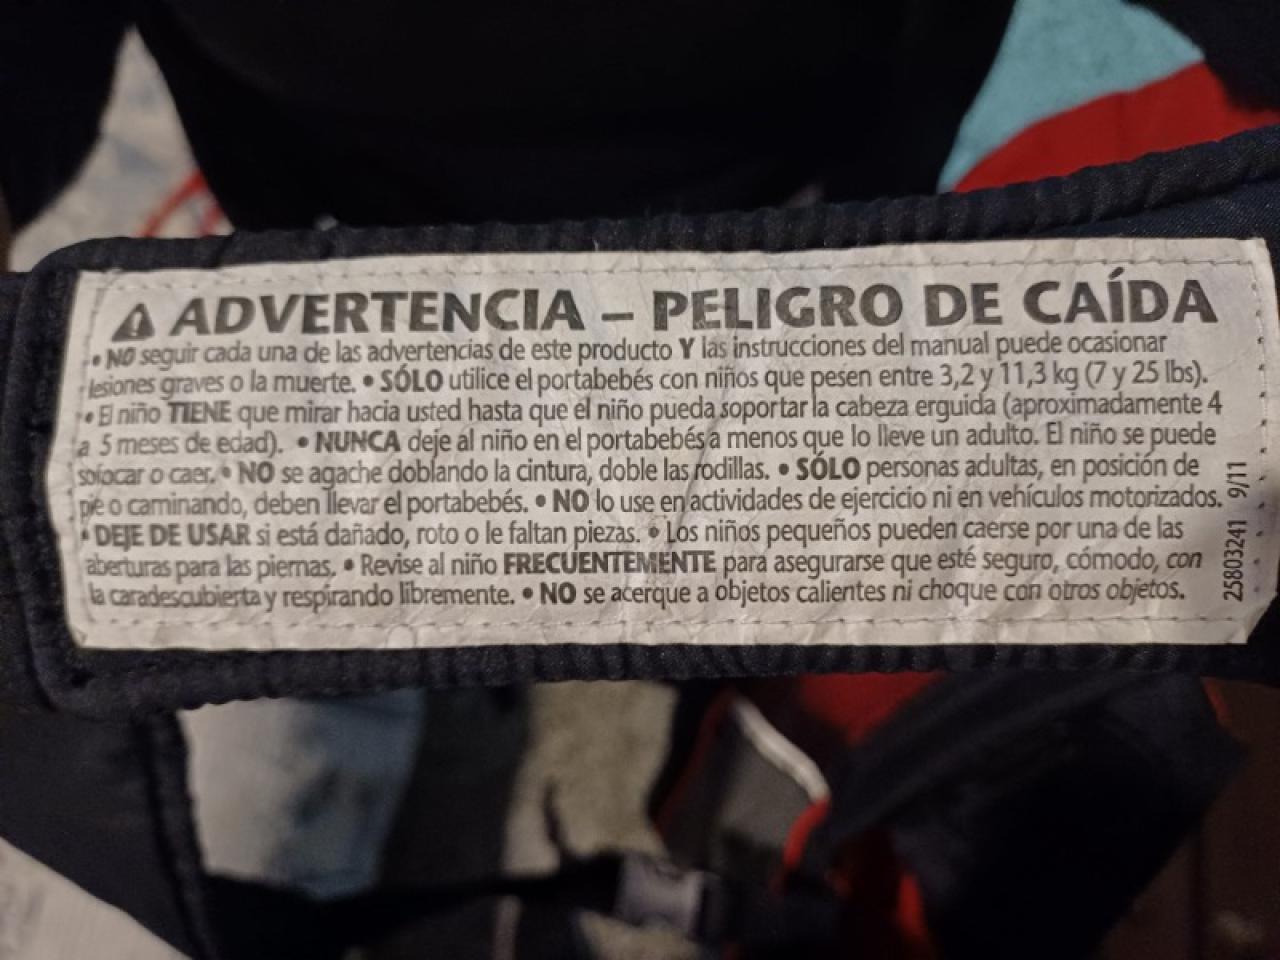 ⚠ ADVERTENCIA – PELIGRO DE CAÍDA
• NO seguir cada una de las advertencias de este producto Y las instrucciones del manual puede ocasionar
lesiones graves o la muerte. • SÓLO utilice el portabebés con niños que pesen entre 3,2 y 11,3 kg (7 y 25 lbs).
• El niño TIENE que mirar hacia usted hasta que el niño pueda soportar la cabeza erguida (aproximadamente 4
a 5 meses de edad). • NUNCA deje al niño en el portabebés a menos que lo lleve un adulto. El niño se puede
sofocar o caer. • NO se agache doblando la cintura, doble las rodillas. • SÓLO personas adultas, en posición de
pie o caminando, deben llevar el portabebés. • NO lo use en actividades de ejercicio ni en vehículos motorizados.
• DEJE DE USAR si está dañado, roto o le faltan piezas. • Los niños pequeños pueden caerse por una de las
aberturas para las piernas. • Revise al niño FRECUENTEMENTE para asegurarse que esté seguro, cómodo, con
la cara descubierta y respirando libremente. • NO se acerque a objetos calientes ni choque con otros objetos.
25803241 9/11